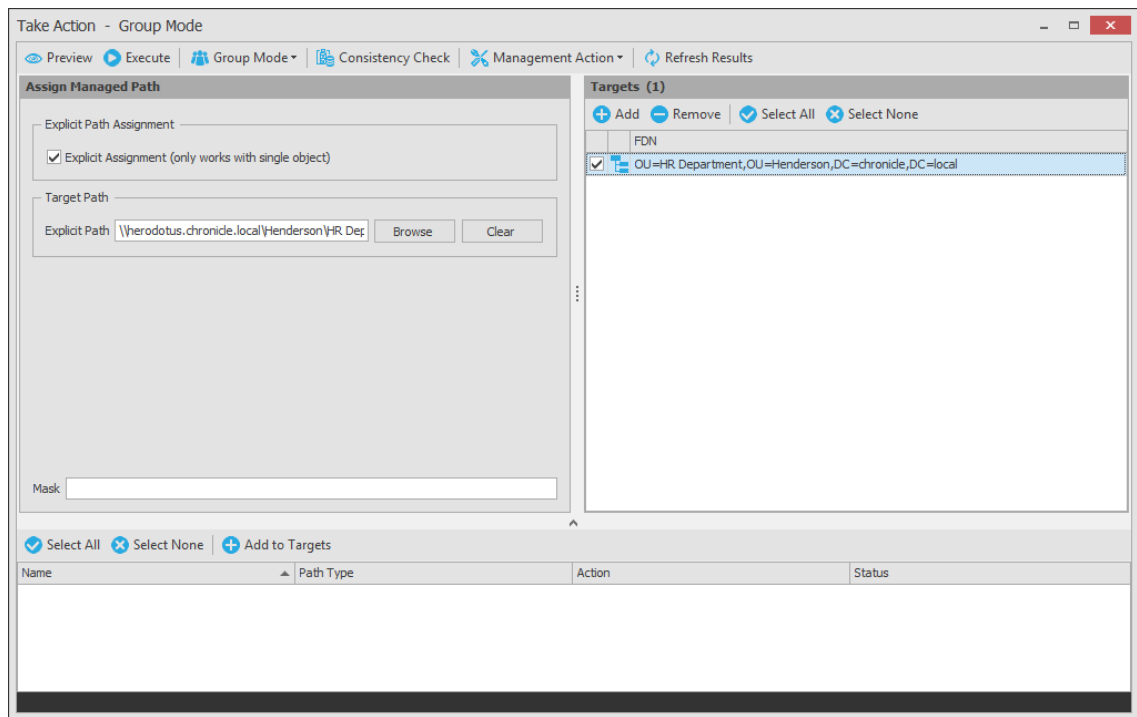 Take Action - Group Mode
Preview Execute Group Mode Consistency Check Management Action Refresh Results
Assign Managed Path
Explicit Path Assignment
Explicit Assignment (only works with single object)
Target Path
Explicit Path \\herodotus.chronicle.local\Henderson\HR Dep Browse Clear
Mask
Targets (1)
Add Remove Select All Select None
FDN
OU=HR Department,OU=Henderson,DC=chronicle,DC=local
Select All Select None Add to Targets
Name Path Type Action Status